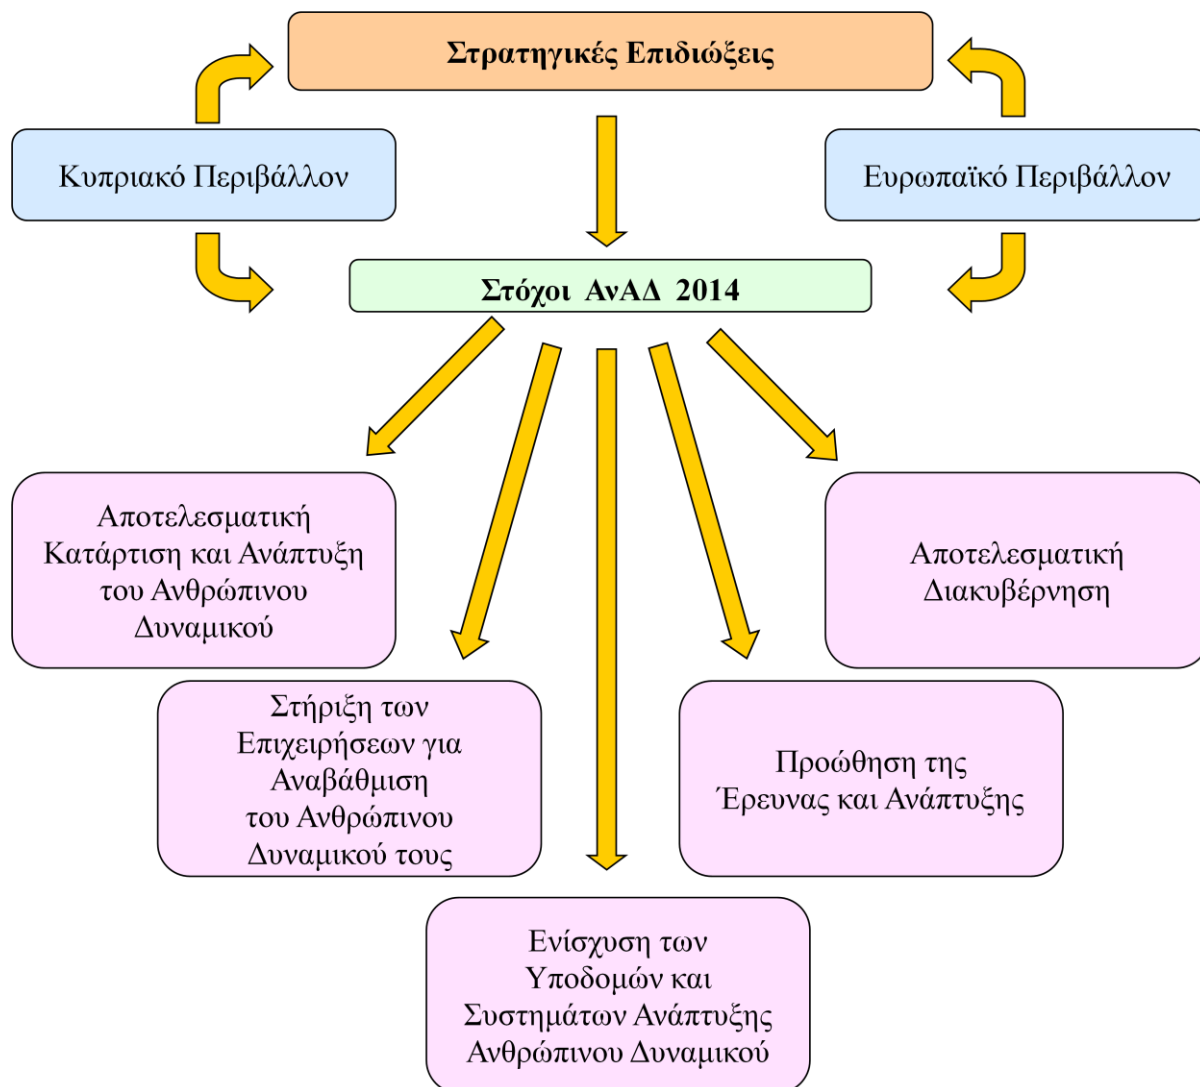 Στρατηγικές Επιδιώξεις
Κυπριακό Περιβάλλον
Ευρωπαϊκό Περιβάλλον
Στόχοι ΑνΑΔ 2014
Αποτελεσματική
Κατάρτιση και Ανάπτυξη
του Ανθρώπινου
Δυναμικού
Αποτελεσματική
Διακυβέρνηση
Στήριξη των
Επιχειρήσεων για
Αναβάθμιση
του Ανθρώπινου
Δυναμικού τους
Προώθηση της
Έρευνας και Ανάπτυξης
Ενίσχυση των
Υποδομών και
Συστημάτων Ανάπτυξης
Ανθρώπινου Δυναμικού